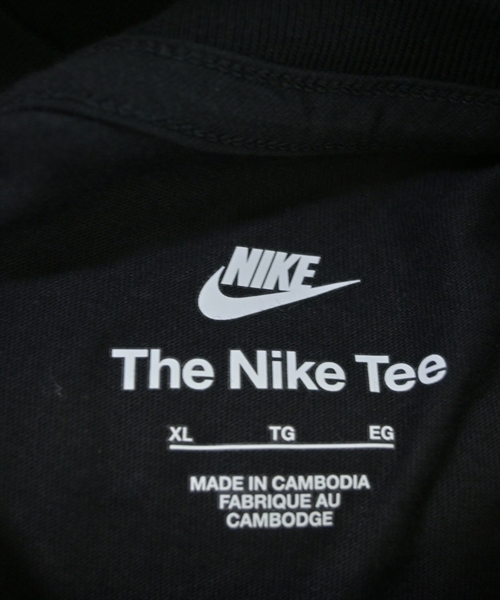 NIKE
The Nike Tee
XL TG EG
MADE IN CAMBODIA
FABRIQUE AU
CAMBODGE